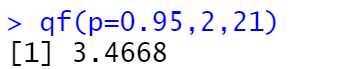 > qf(p=0.95,2,21)
[1] 3.4668